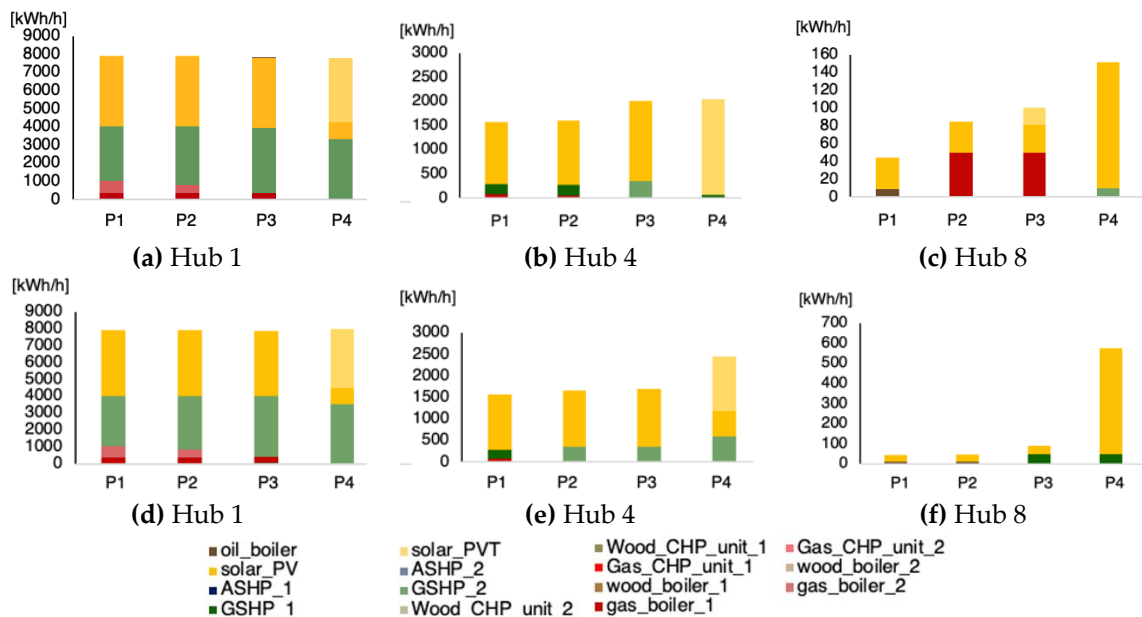 [kWh/h]
9000
8000
7000
6000
5000
4000
3000
2000
1000
0
P1 P2 P3 P4
(a) Hub 1
[kWh/h]
3000
2500
2000
1500
1000
500
0
P1 P2 P3 P4
(b) Hub 4
[kWh/h]
160
140
120
100
80
60
40
20
0
P1 P2 P3 P4
(c) Hub 8
[kWh/h]
9000
8000
7000
6000
5000
4000
3000
2000
1000
0
P1 P2 P3 P4
(d) Hub 1
[kWh/h]
3000
2500
2000
1500
1000
500
0
P1 P2 P3 P4
(e) Hub 4
[kWh/h]
700
600
500
400
300
200
100
0
P1 P2 P3 P4
(f) Hub 8
oil_boiler
solar_PV
ASHP_1
GSHP_1
solar_PVT
ASHP_2
GSHP_2
Wood_CHP_unit_2
Wood_CHP_unit_1
Gas_CHP_unit_1
wood_boiler_1
gas_boiler_1
Gas_CHP_unit_2
wood_boiler_2
gas_boiler_2